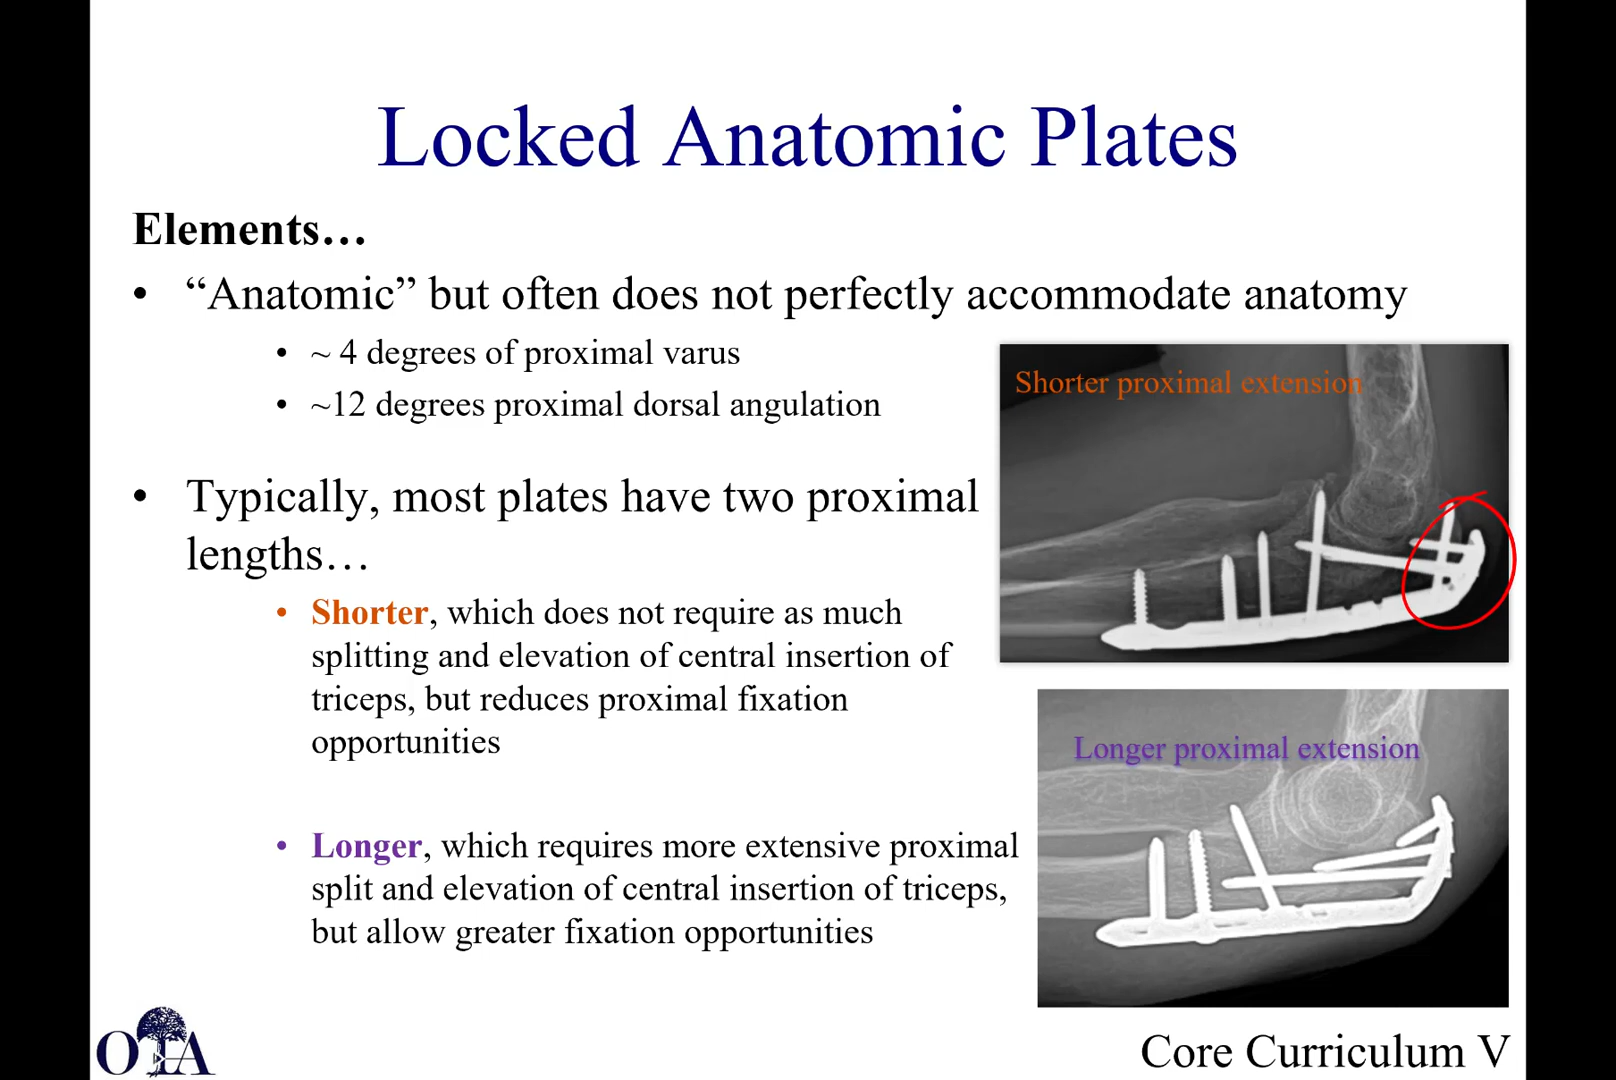 Locked Anatomic Plates
Elements…
• “Anatomic” but often does not perfectly accommodate anatomy
• ~ 4 degrees of proximal varus
• ~12 degrees proximal dorsal angulation
• Typically, most plates have two proximal
lengths…
• Shorter, which does not require as much
splitting and elevation of central insertion of
triceps, but reduces proximal fixation
opportunities
• Longer, which requires more extensive proximal
split and elevation of central insertion of triceps,
but allow greater fixation opportunities
Shorter proximal extension
Longer proximal extension
OTA
Core Curriculum V